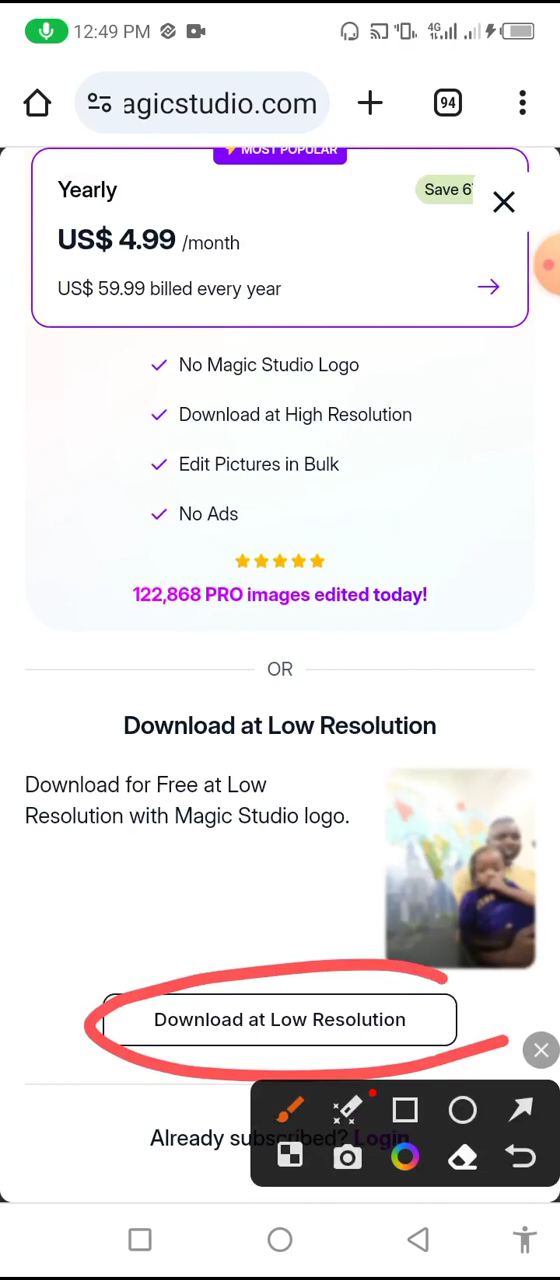 12:49 PM
4G
agicstudio.com
94
MOST POPULAR
Yearly
Save 6
US$ 4.99 /month
US$ 59.99 billed every year
No Magic Studio Logo
Download at High Resolution
Edit Pictures in Bulk
No Ads
122,868 PRO images edited today!
OR
Download at Low Resolution
Download for Free at Low
Resolution with Magic Studio logo.
Download at Low Resolution
Already subscribed? Login